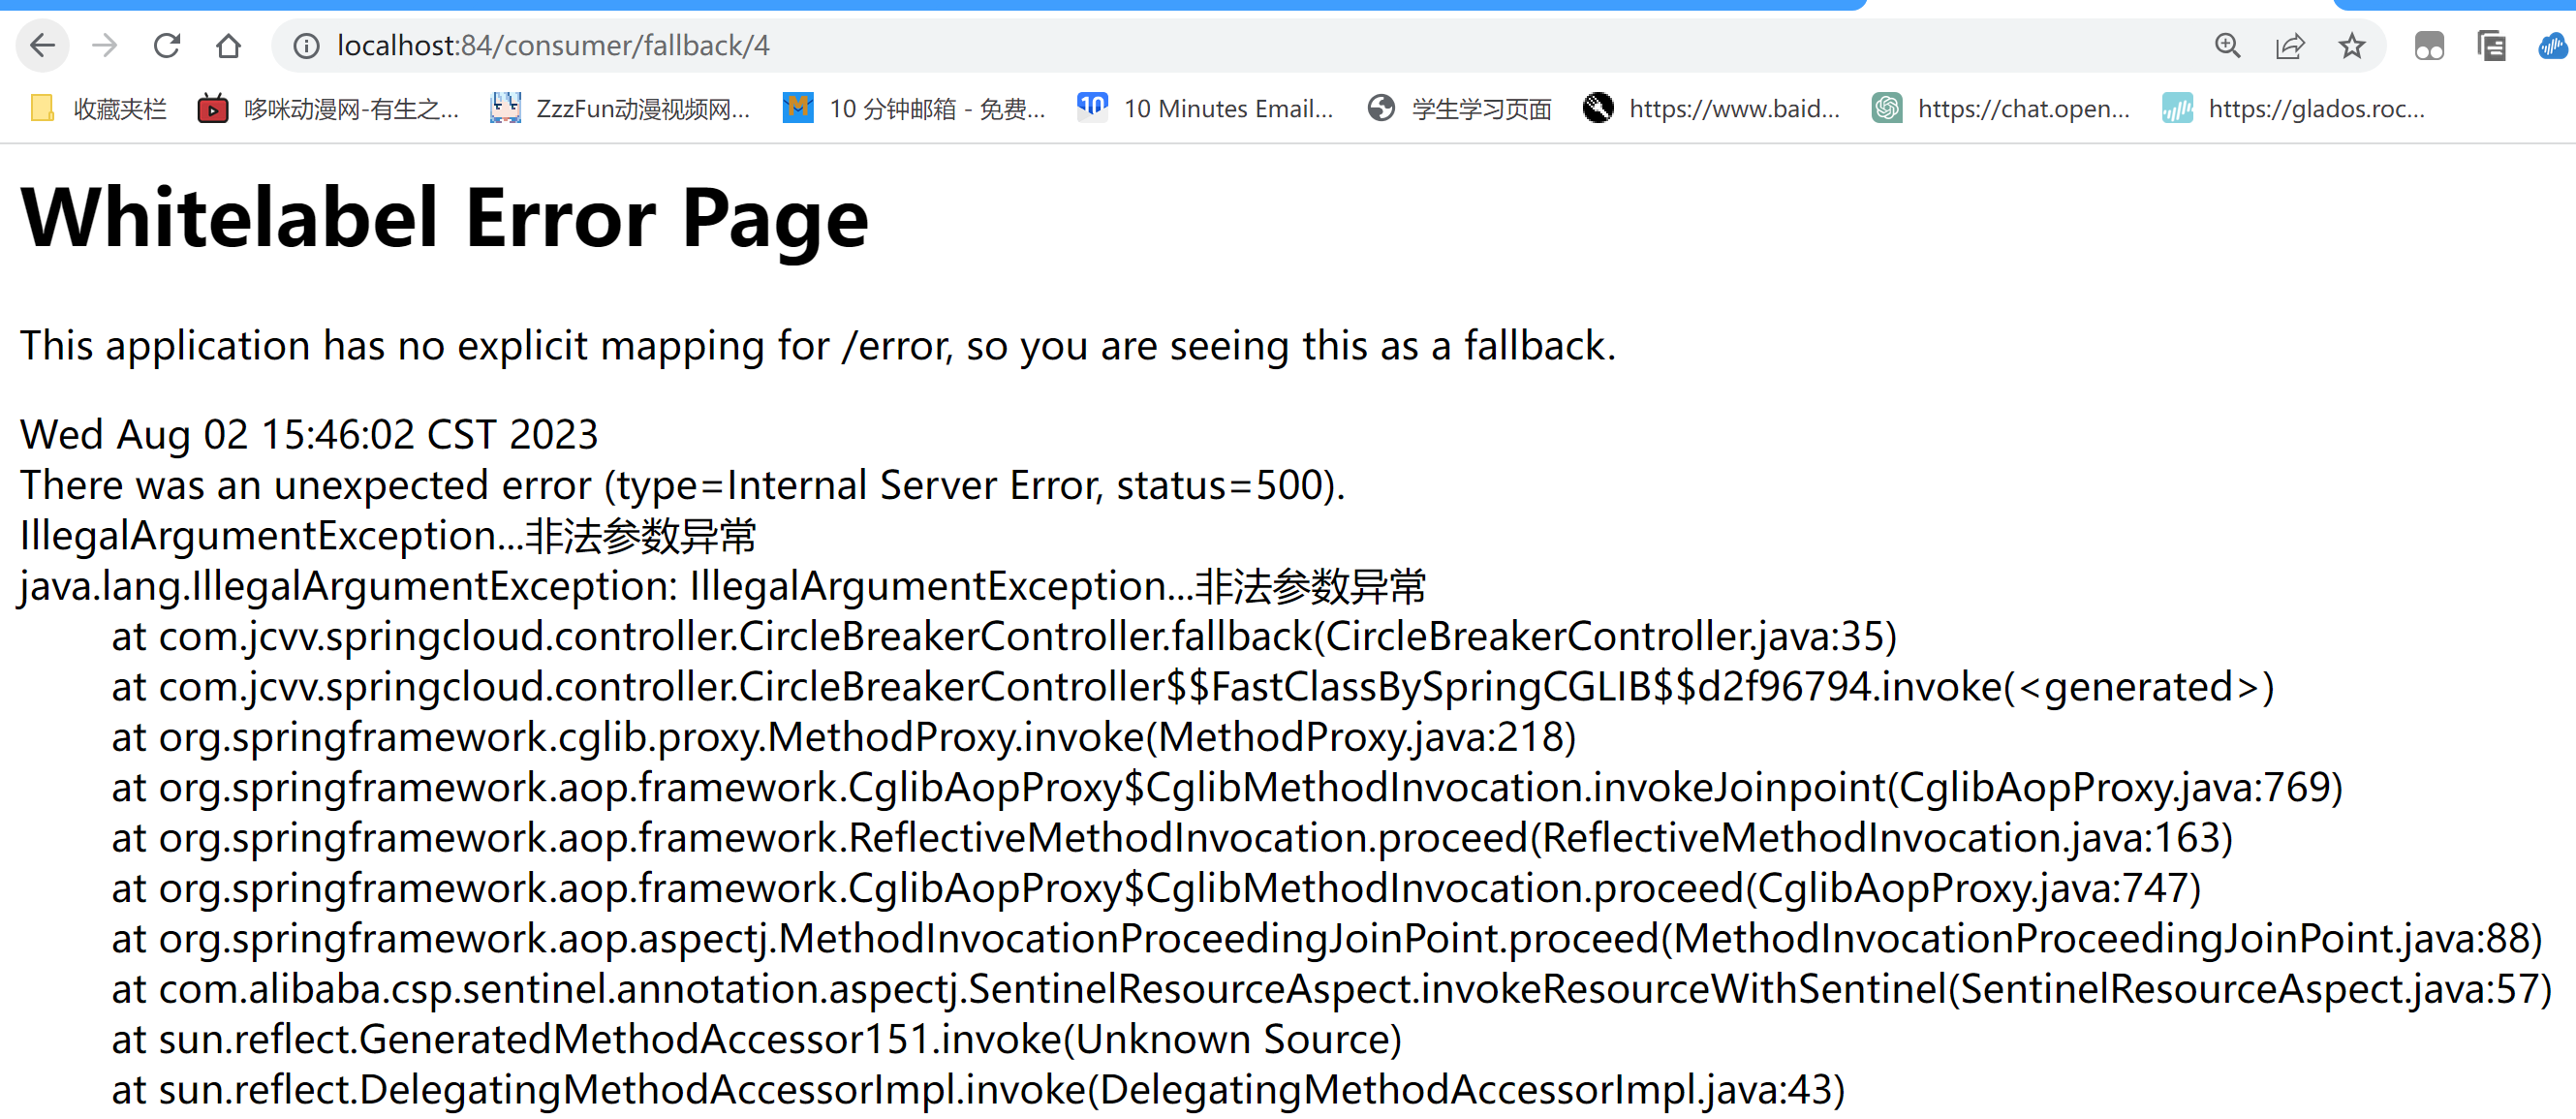 localhost:84/consumer/fallback/4
收藏夹栏 哆咪动漫网-有生之... ZzzFun动漫视频网... 10 分钟邮箱 - 免费... 10 10 Minutes Email... 学生学习页面 https://www.baid... https://chat.open... https://glados.roc...
Whitelabel Error Page
This application has no explicit mapping for /error, so you are seeing this as a fallback.
Wed Aug 02 15:46:02 CST 2023
There was an unexpected error (type=Internal Server Error, status=500).
IllegalArgumentException...非法参数异常
java.lang.IllegalArgumentException: IllegalArgumentException...非法参数异常
at com.jcvv.springcloud.controller.CircleBreakerController.fallback(CircleBreakerController.java:35)
at com.jcvv.springcloud.controller.CircleBreakerController$$FastClassBySpringCGLIB$$d2f96794.invoke(<generated>)
at org.springframework.cglib.proxy.MethodProxy.invoke(MethodProxy.java:218)
at org.springframework.aop.framework.CglibAopProxy$CglibMethodInvocation.invokeJoinpoint(CglibAopProxy.java:769)
at org.springframework.aop.framework.ReflectiveMethodInvocation.proceed(ReflectiveMethodInvocation.java:163)
at org.springframework.aop.framework.CglibAopProxy$CglibMethodInvocation.proceed(CglibAopProxy.java:747)
at org.springframework.aop.aspectj.MethodInvocationProceedingJoinPoint.proceed(MethodInvocationProceedingJoinPoint.java:88)
at com.alibaba.csp.sentinel.annotation.aspectj.SentinelResourceAspect.invokeResourceWithSentinel(SentinelResourceAspect.java:57)
at sun.reflect.GeneratedMethodAccessor151.invoke(Unknown Source)
at sun.reflect.DelegatingMethodAccessorImpl.invoke(DelegatingMethodAccessorImpl.java:43)